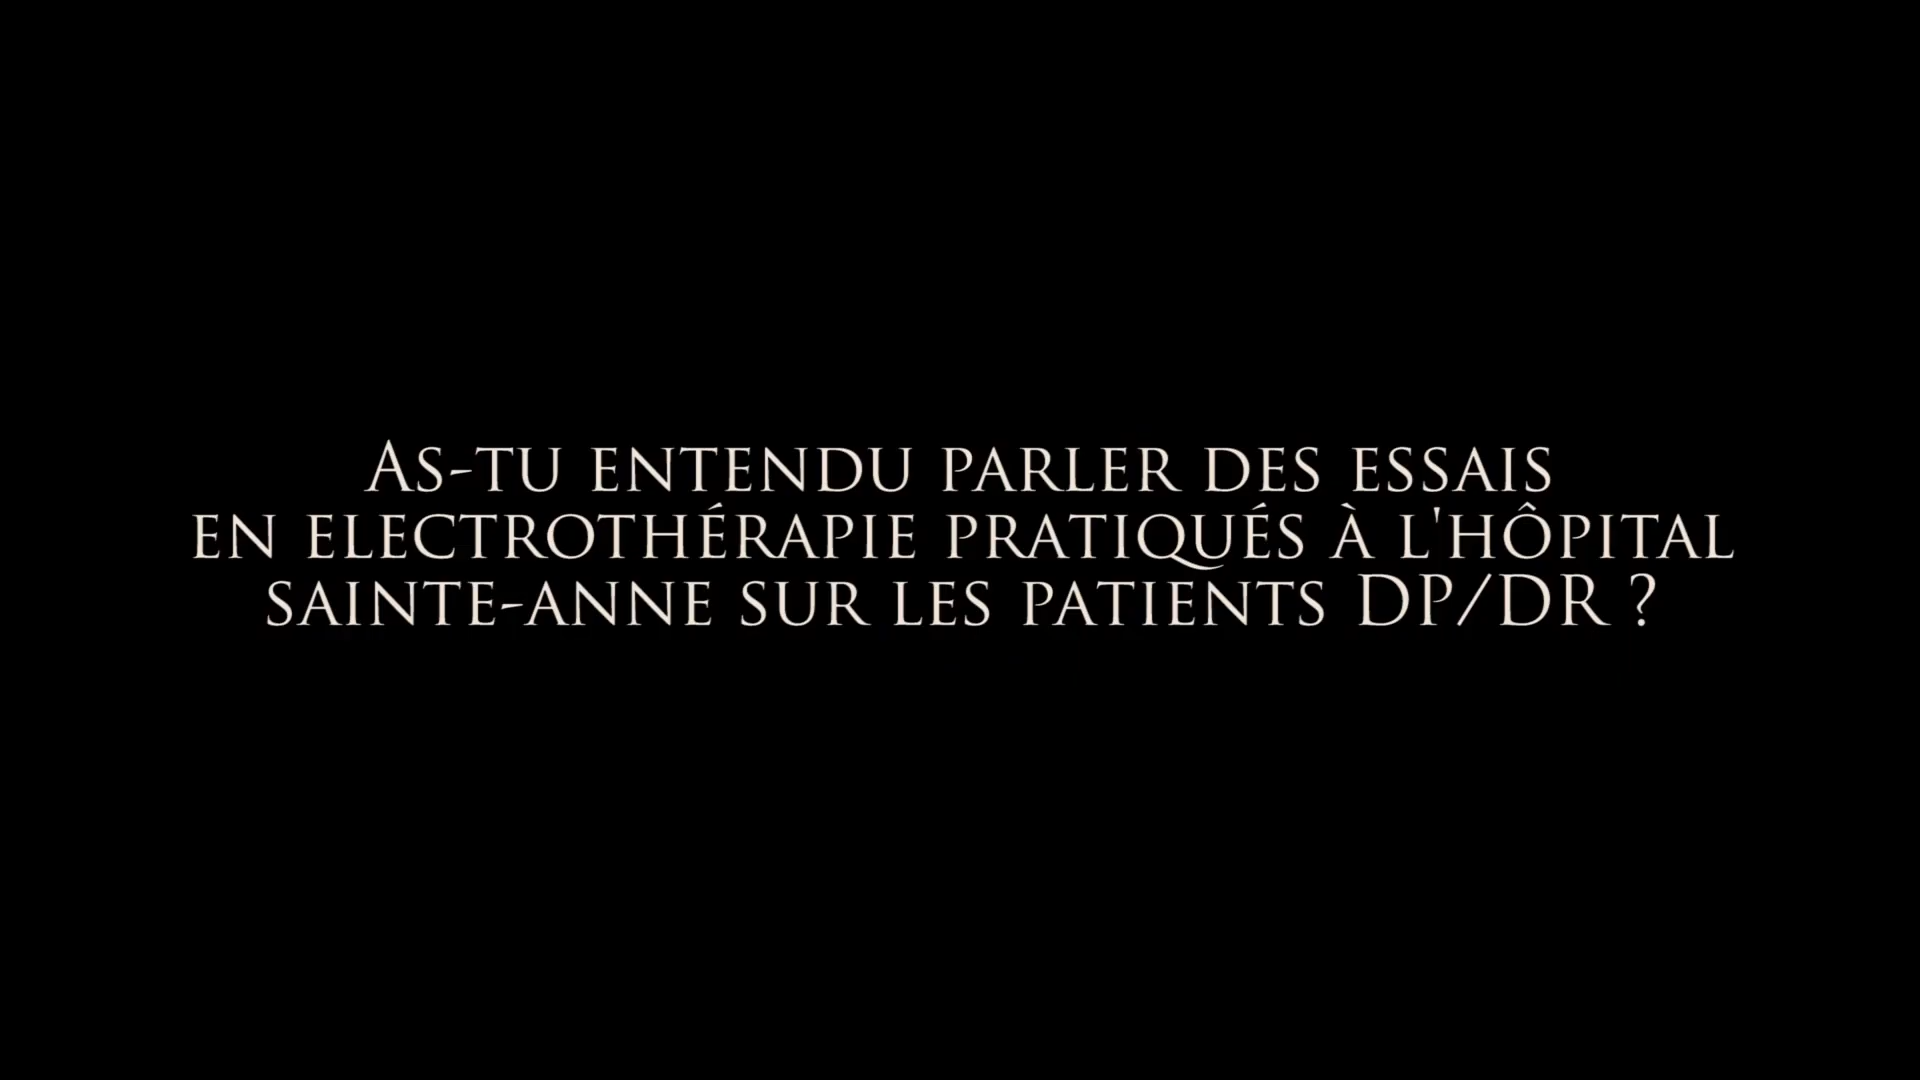 As-tu entendu parler des essais
en electrothérapie pratiqués à l'hôpital
sainte-anne sur les patients DP/DR ?